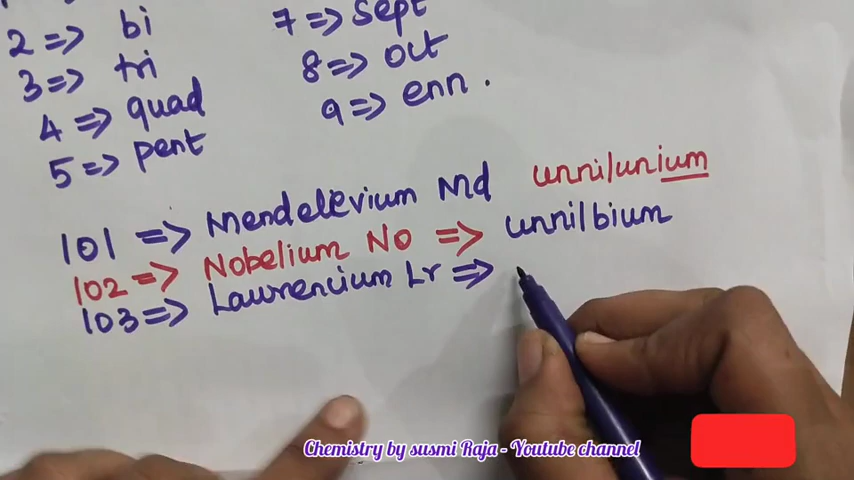 2 => bi
3 => tri
4 => quad
5 => pent
7 => sept
8 => oct
9 => enn.
101 => Mendelevium Md unnilunium
102 => Nobelium No => unnilbium
103 => Lawrencium Lr =>
Chemistry by susmi Raja - Youtube channel